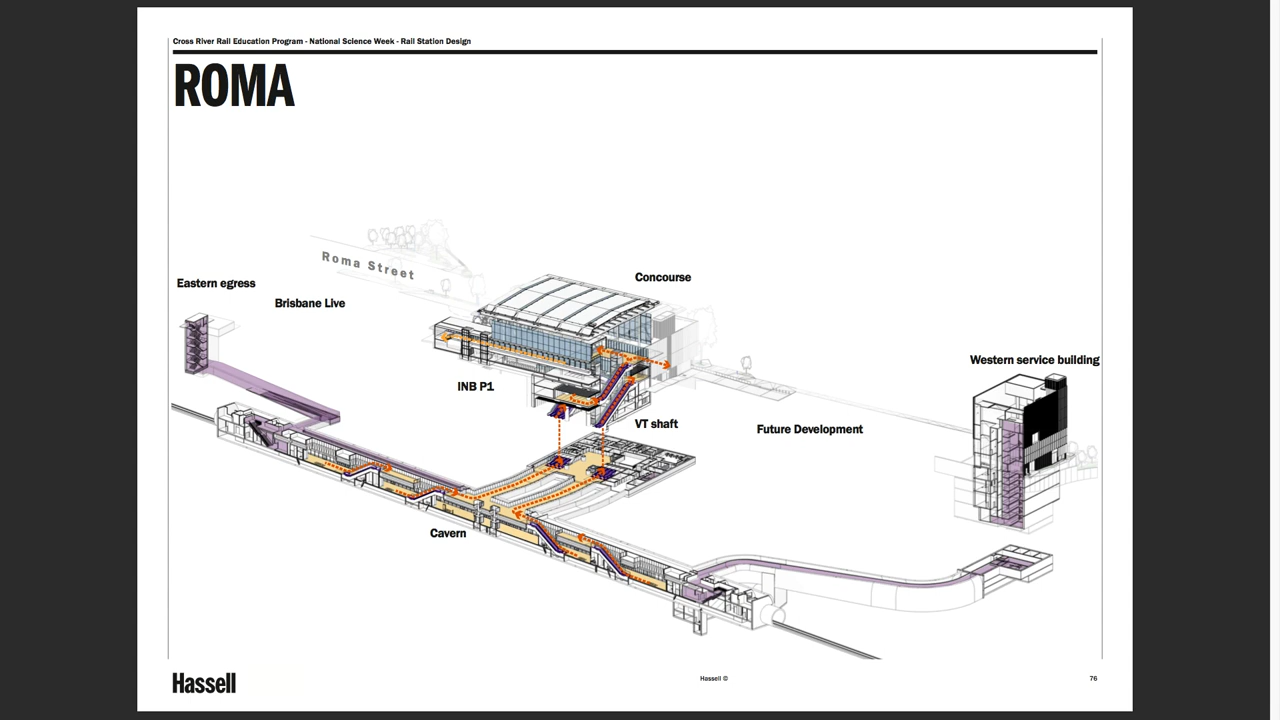 Cross River Rail Education Program - National Science Week - Rail Station Design
ROMA
Roma Street
Concourse
Eastern egress
Brisbane Live
Western service building
INB P1
VT shaft
Future Development
Cavern
Hassell
Hassell ©
76